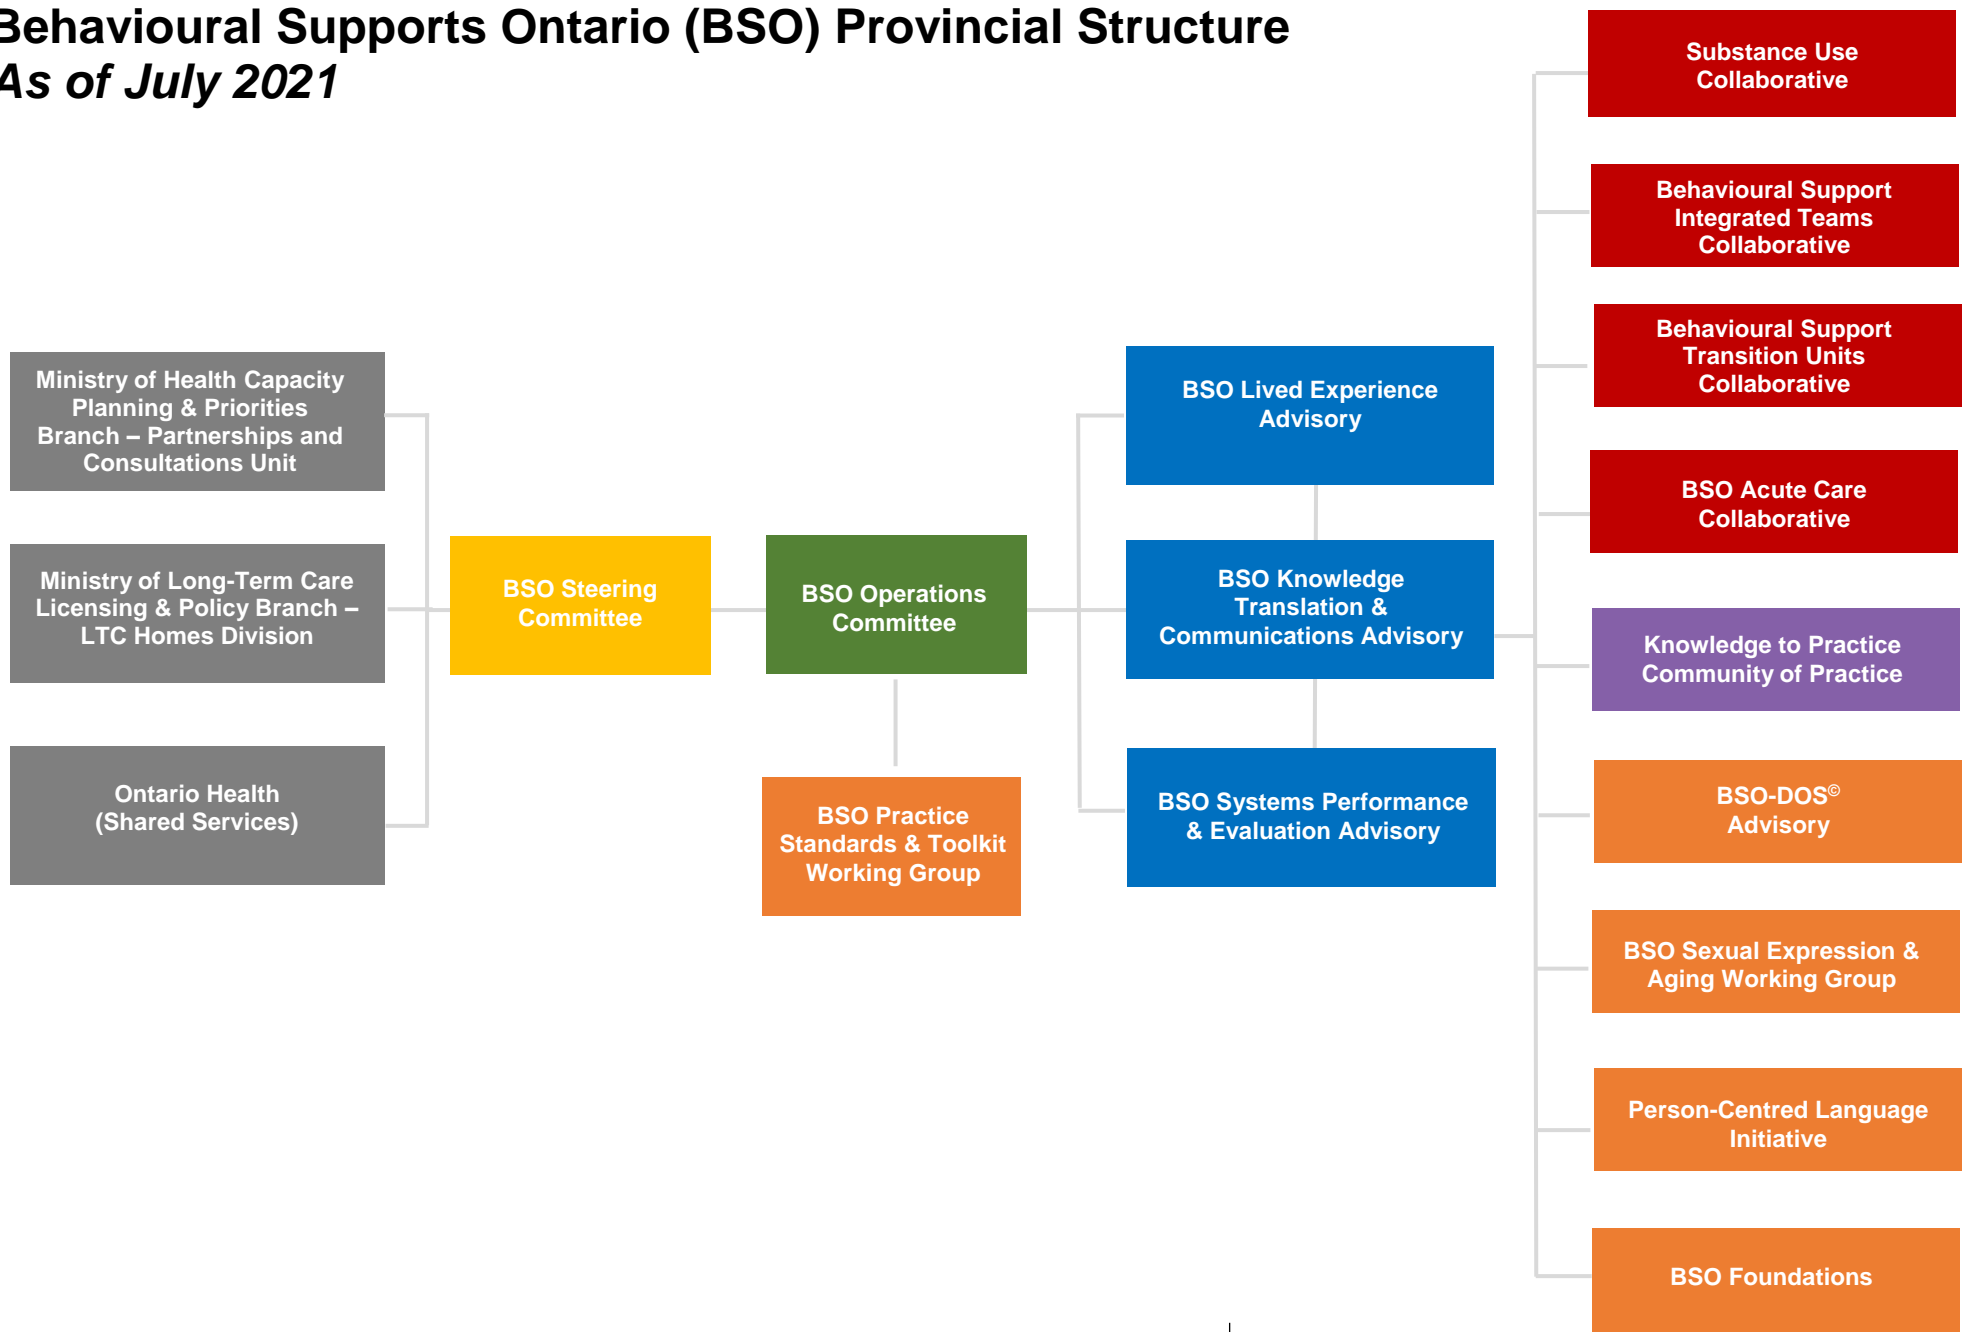 Behavioural Supports Ontario (BSO) Provincial Structure
As of July 2021
Ministry of Health Capacity
Planning & Priorities
Branch – Partnerships and
Consultations Unit
Ministry of Long-Term Care
Licensing & Policy Branch –
LTC Homes Division
Ontario Health
(Shared Services)
BSO Steering
Committee
BSO Operations
Committee
BSO Practice
Standards & Toolkit
Working Group
BSO Lived Experience
Advisory
BSO Knowledge
Translation &
Communications Advisory
BSO Systems Performance
& Evaluation Advisory
Substance Use
Collaborative
Behavioural Support
Integrated Teams
Collaborative
Behavioural Support
Transition Units
Collaborative
BSO Acute Care
Collaborative
Knowledge to Practice
Community of Practice
BSO-DOS©
Advisory
BSO Sexual Expression &
Aging Working Group
Person-Centred Language
Initiative
BSO Foundations